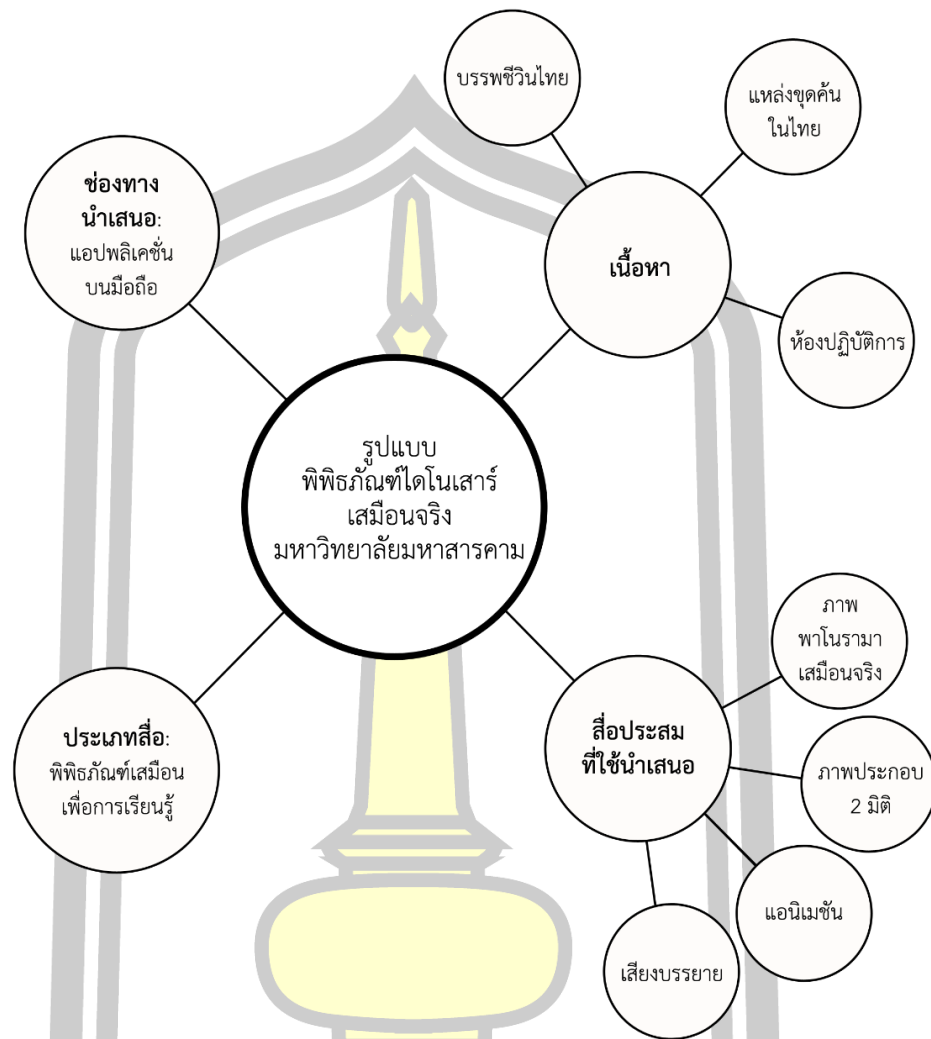 บรรพชีวินไทย
แหล่งขุดค้น
ในไทย
ช่องทาง
นำเสนอ:
แอปพลิเคชั่น
บนมือถือ
เนื้อหา
ห้องปฏิบัติการ
รูปแบบ
พิพิธภัณฑ์ไดโนเสาร์
เสมือนจริง
มหาวิทยาลัยมหาสารคาม
ภาพ
พาโนรามา
เสมือนจริง
ประเภทสื่อ:
พิพิธภัณฑ์เสมือน
เพื่อการเรียนรู้
สื่อประสม
ที่ใช้นำเสนอ
ภาพประกอบ
2 มิติ
แอนิเมชัน
เสียงบรรยาย